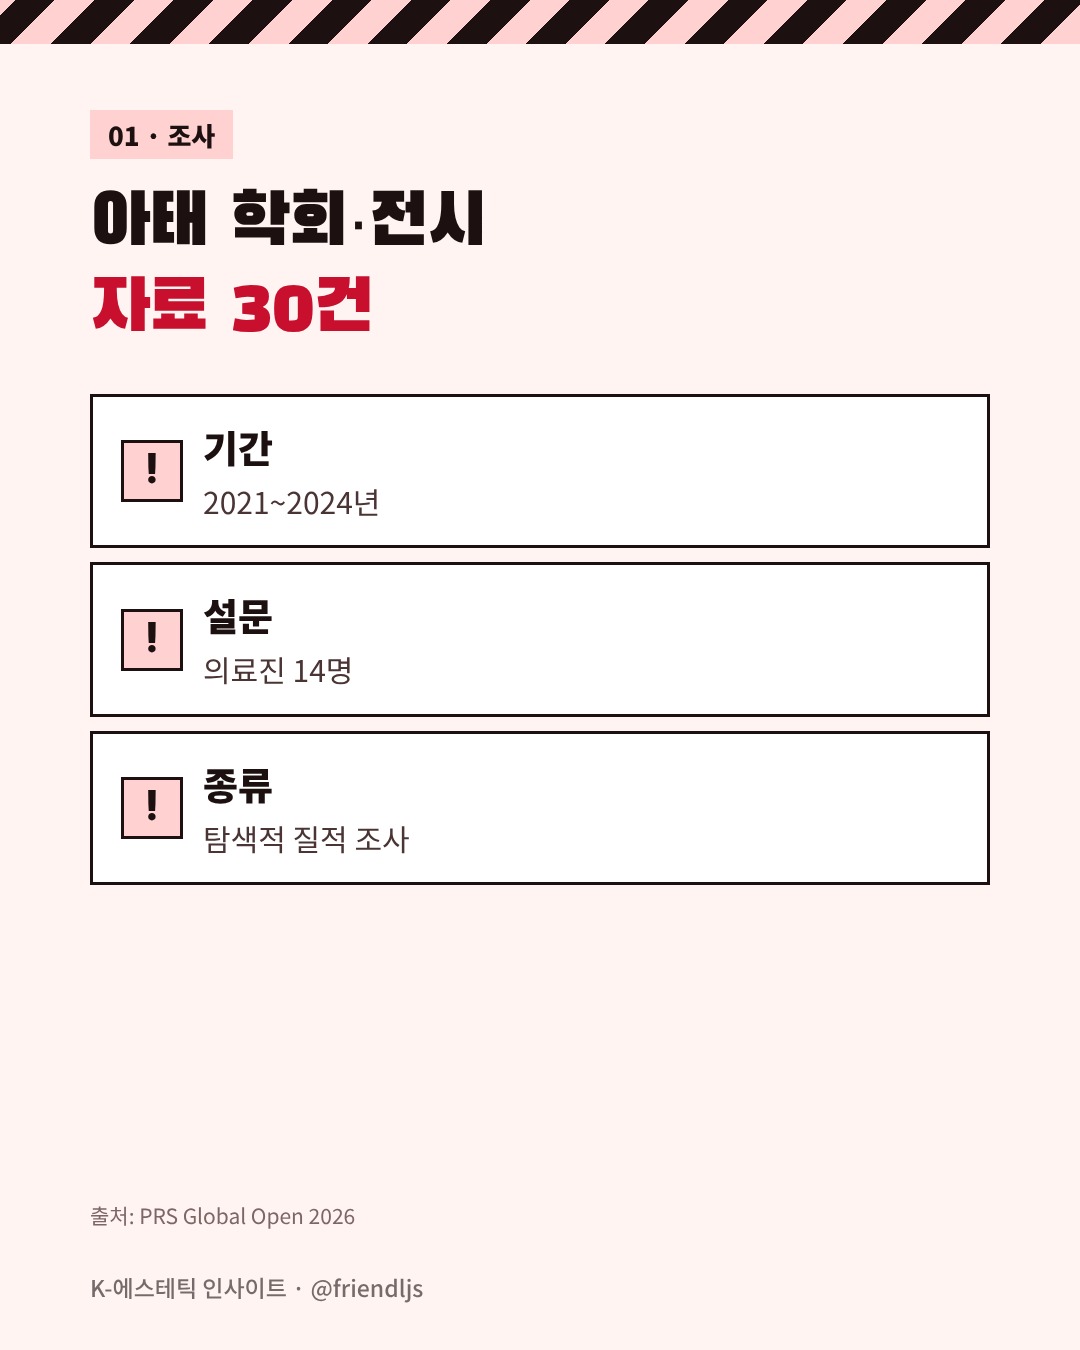 01 · 조사
아태 학회·전시
자료 30건
!
기간
2021~2024년
!
설문
의료진 14명
!
종류
탐색적 질적 조사
출처: PRS Global Open 2026
K-에스테틱 인사이트 · @friendljs